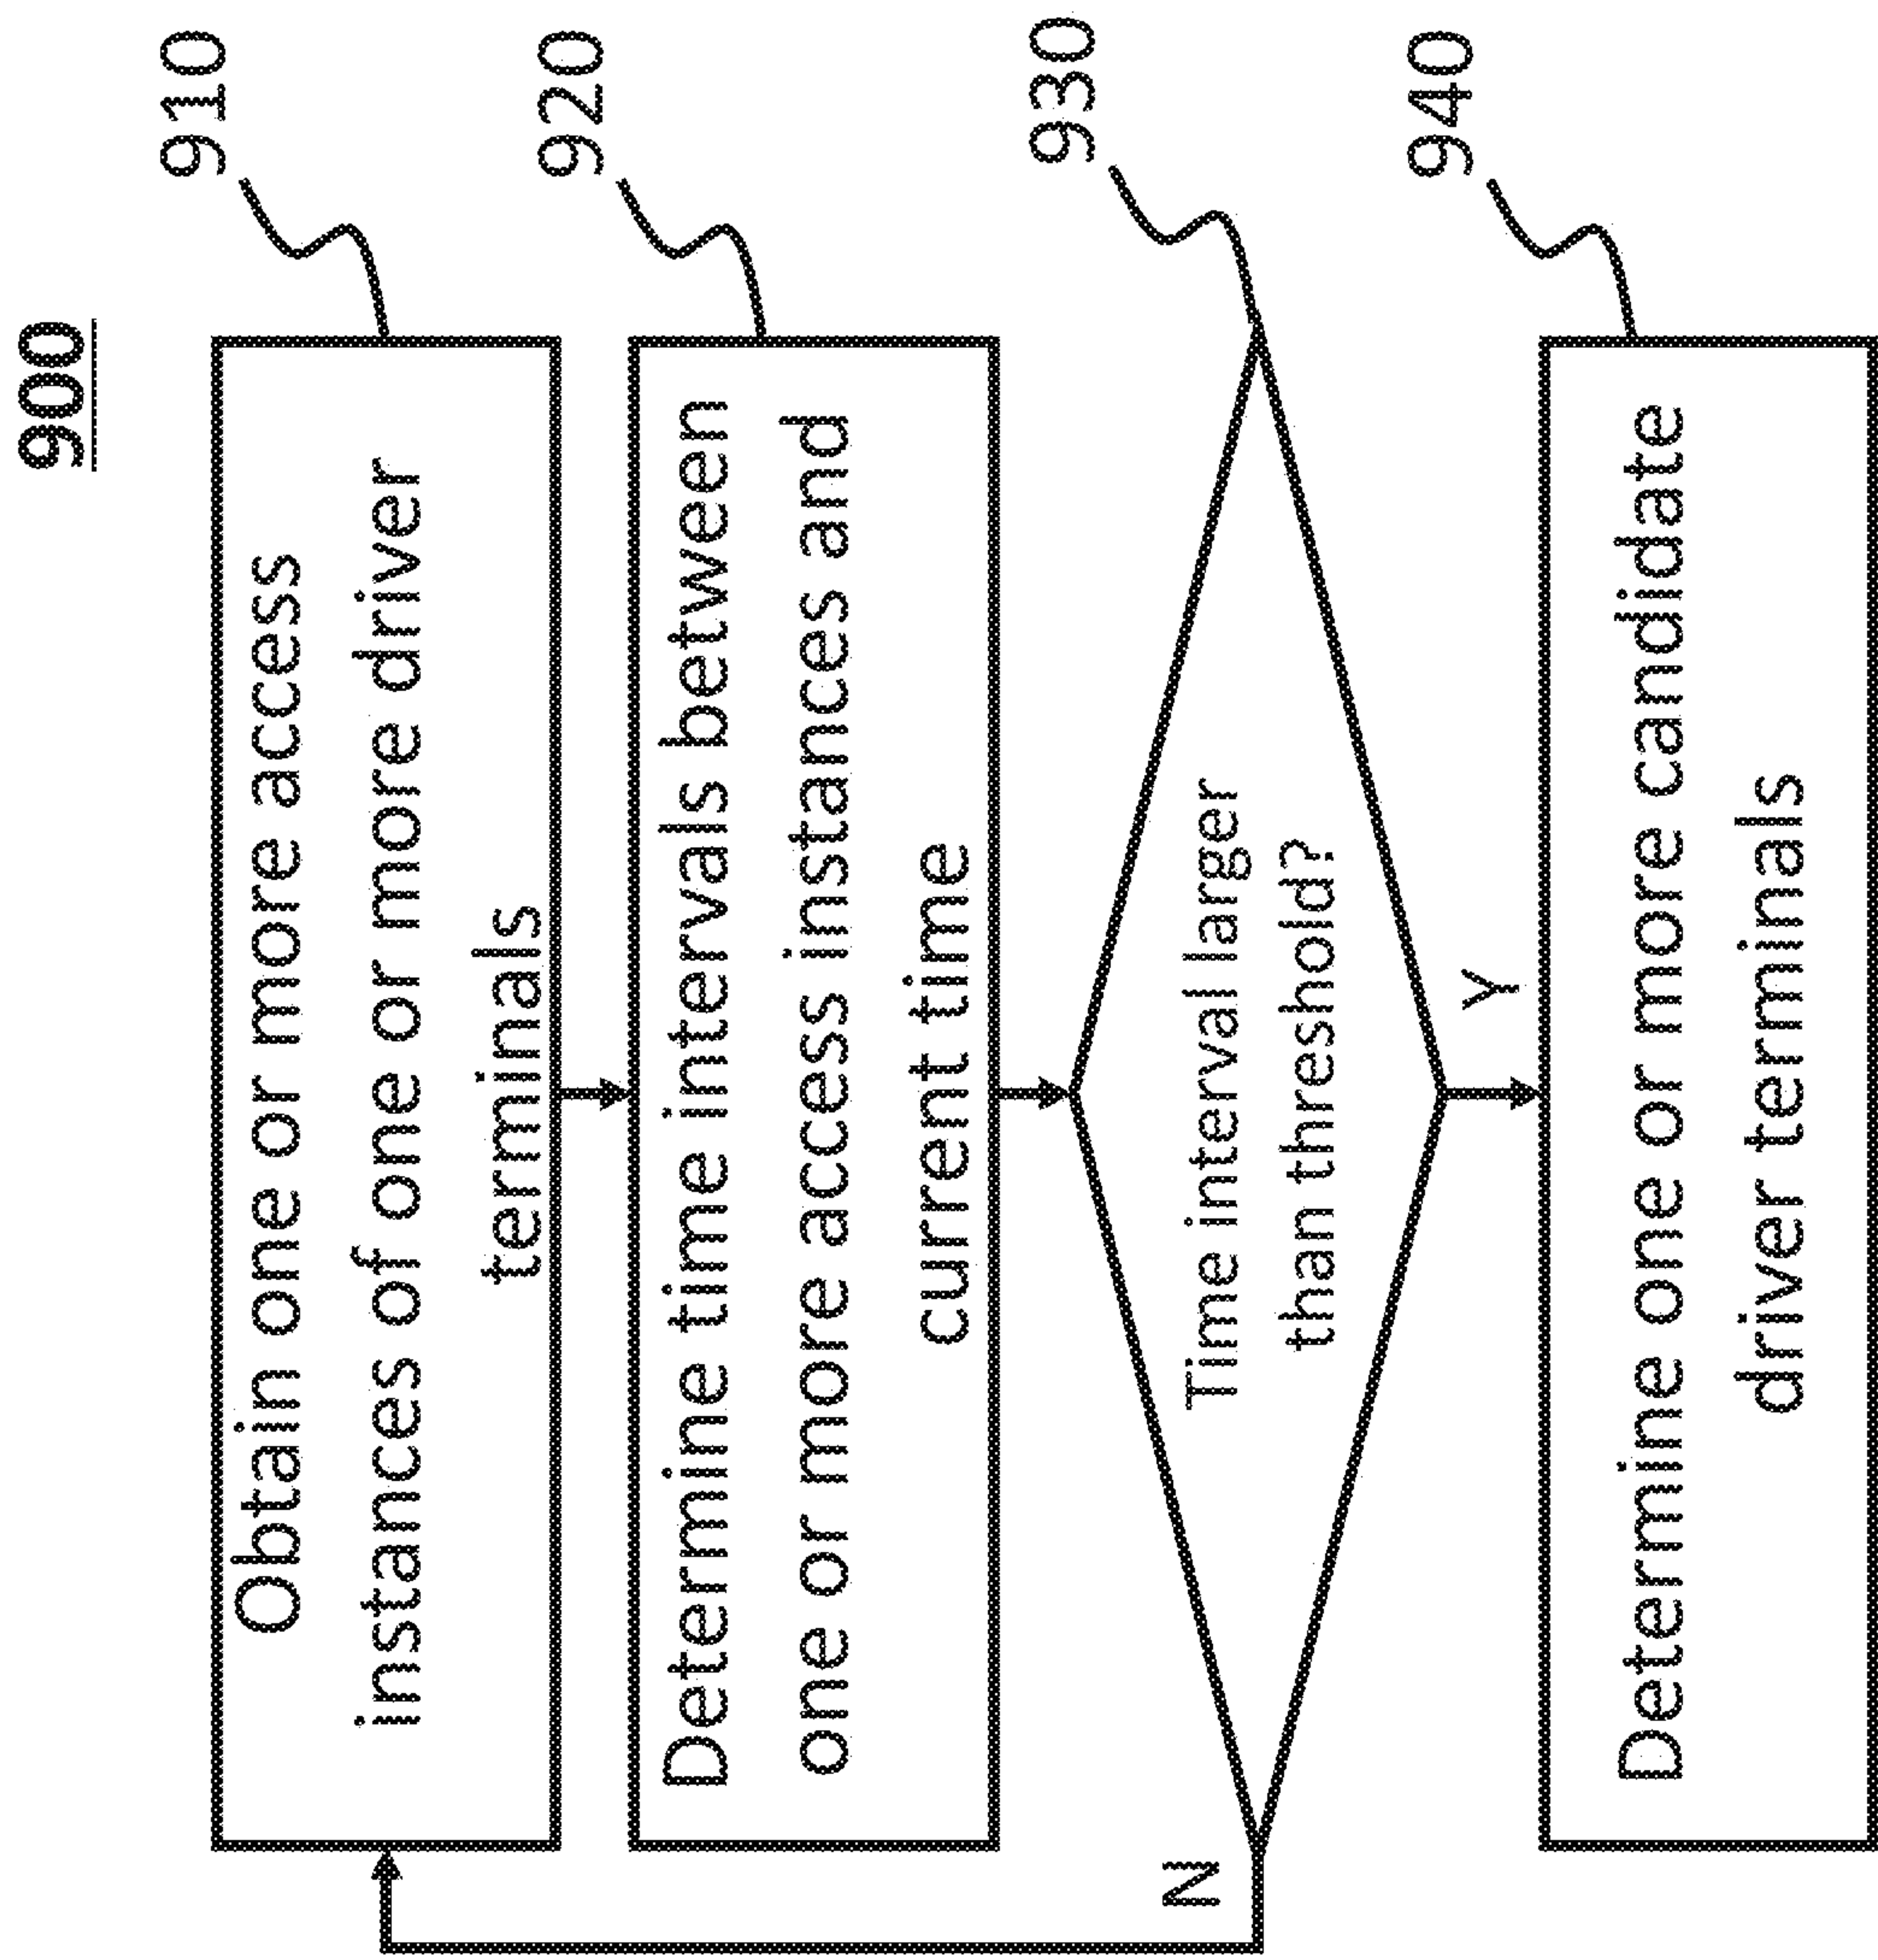 900
Obtain one or more access
instances of one or more driver
terminals
910
Determine time intervals between
one or more access instances and
current time
920
Time interval larger
than threshold?
930
N
Y
Determine one or more candidate
driver terminals
940